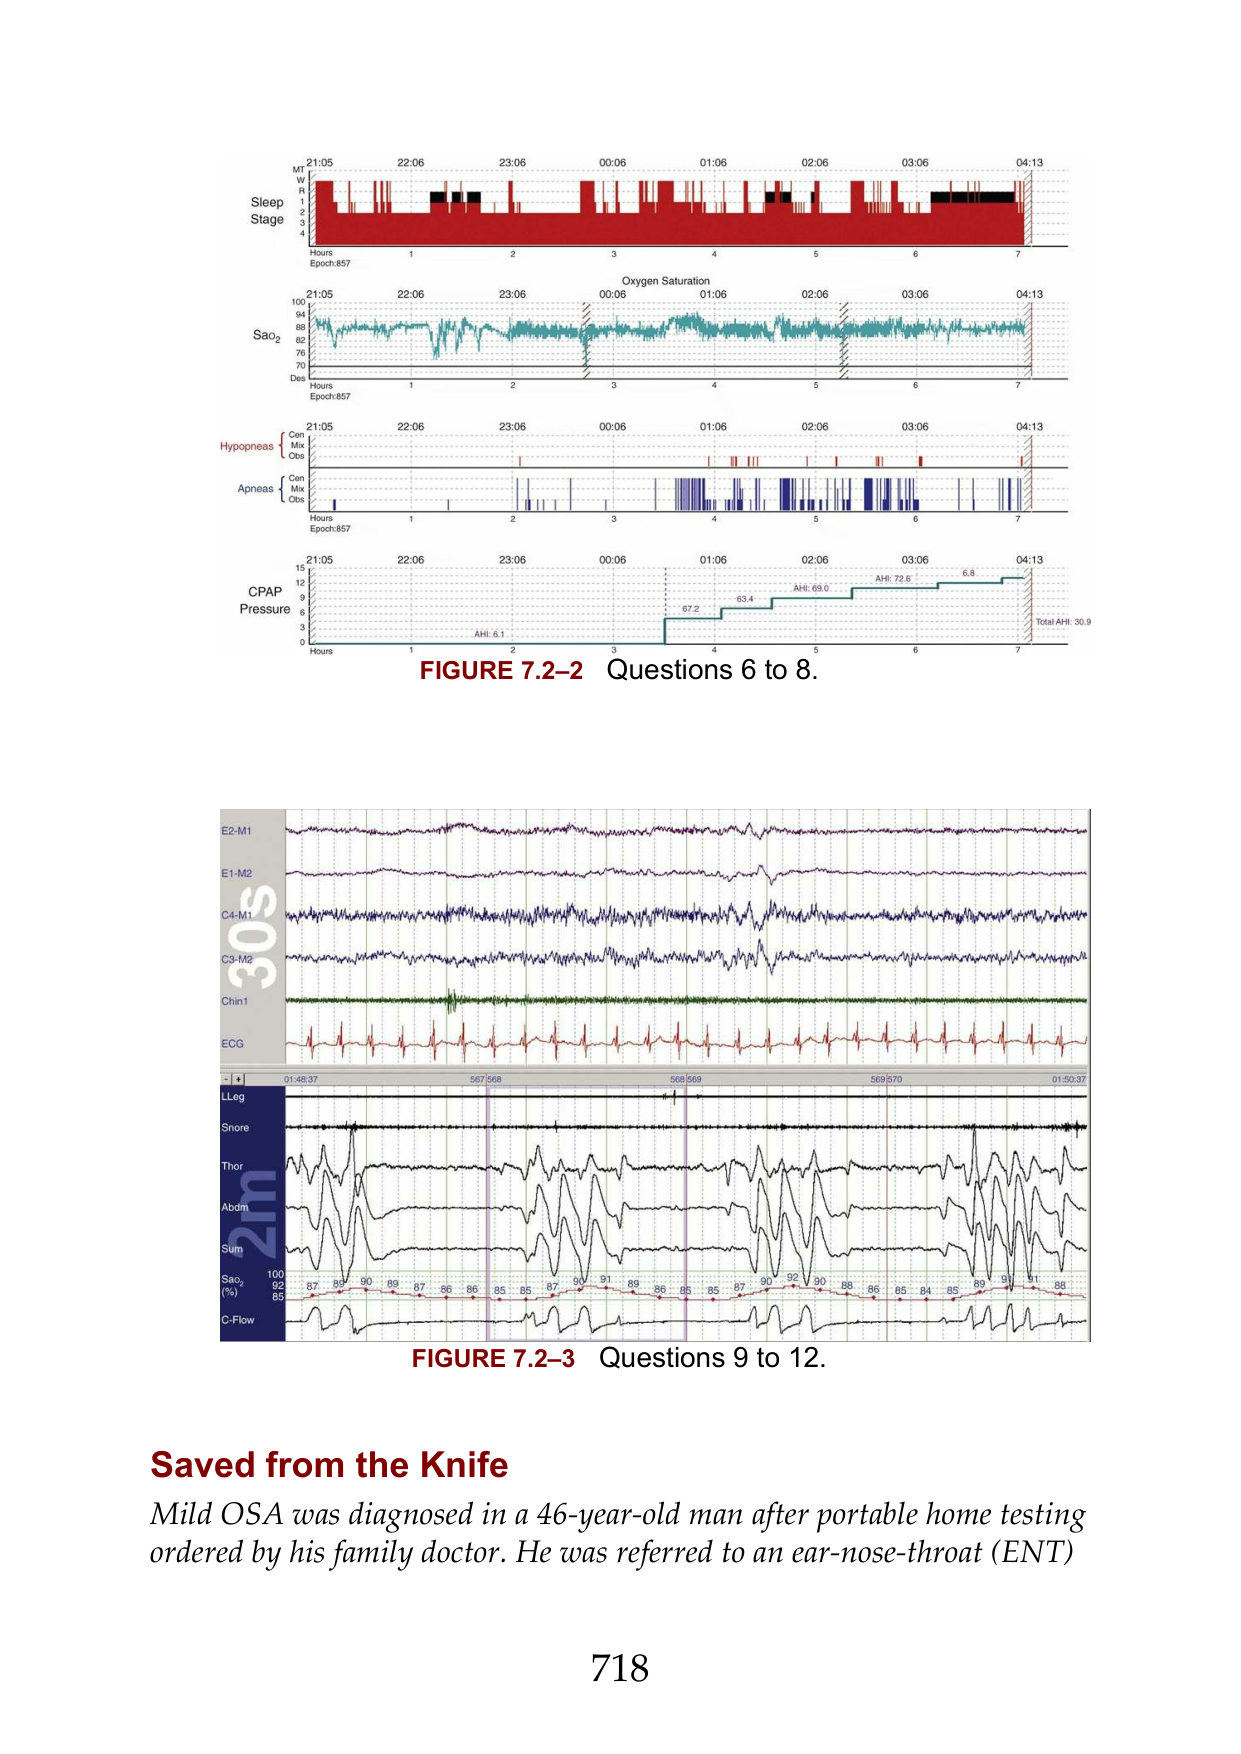 21:05 22:06 23:06 00:06 01:06 02:06 03:06 04:13
MT
W
R
1
2
3
4
Sleep
Stage
Hours 1 2 3 4 5 6 7
Epoch:857
Oxygen Saturation
21:05 22:06 23:06 00:06 01:06 02:06 03:06 04:13
100
94
88
82
76
70
Des
Sao2
Hours 1 2 3 4 5 6 7
Epoch:857
21:05 22:06 23:06 00:06 01:06 02:06 03:06 04:13
Hypopneas { Cen
Mix
Obs
Apneas { Cen
Mix
Obs
Hours 1 2 3 4 5 6 7
Epoch:857
21:05 22:06 23:06 00:06 01:06 02:06 03:06 04:13
15
12
9
6
3
0
CPAP
Pressure
AHI: 6.1 67.2 63.4 AHI: 69.0 AHI: 72.6 6.8
Total AHI: 30.9
Hours 1 2 3 4 5 6 7
FIGURE 7.2–2 Questions 6 to 8.
E2-M1
E1-M2
C4-M1
30s
C3-M2
Chin1
ECG
- + 01:48:37 567 568 568 569 569 570 01:50:37
LLeg
Snore
Thor
2m
Abdm
Sum
Sao2
(%)
100
92
85
87 89 90 89 87 86 86 85 85 87 90 91 89 86 85 85 87 90 92 90 88 86 85 84 85 89 91 88
C-Flow
FIGURE 7.2–3 Questions 9 to 12.
Saved from the Knife
Mild OSA was diagnosed in a 46-year-old man after portable home testing
ordered by his family doctor. He was referred to an ear-nose-throat (ENT)
718